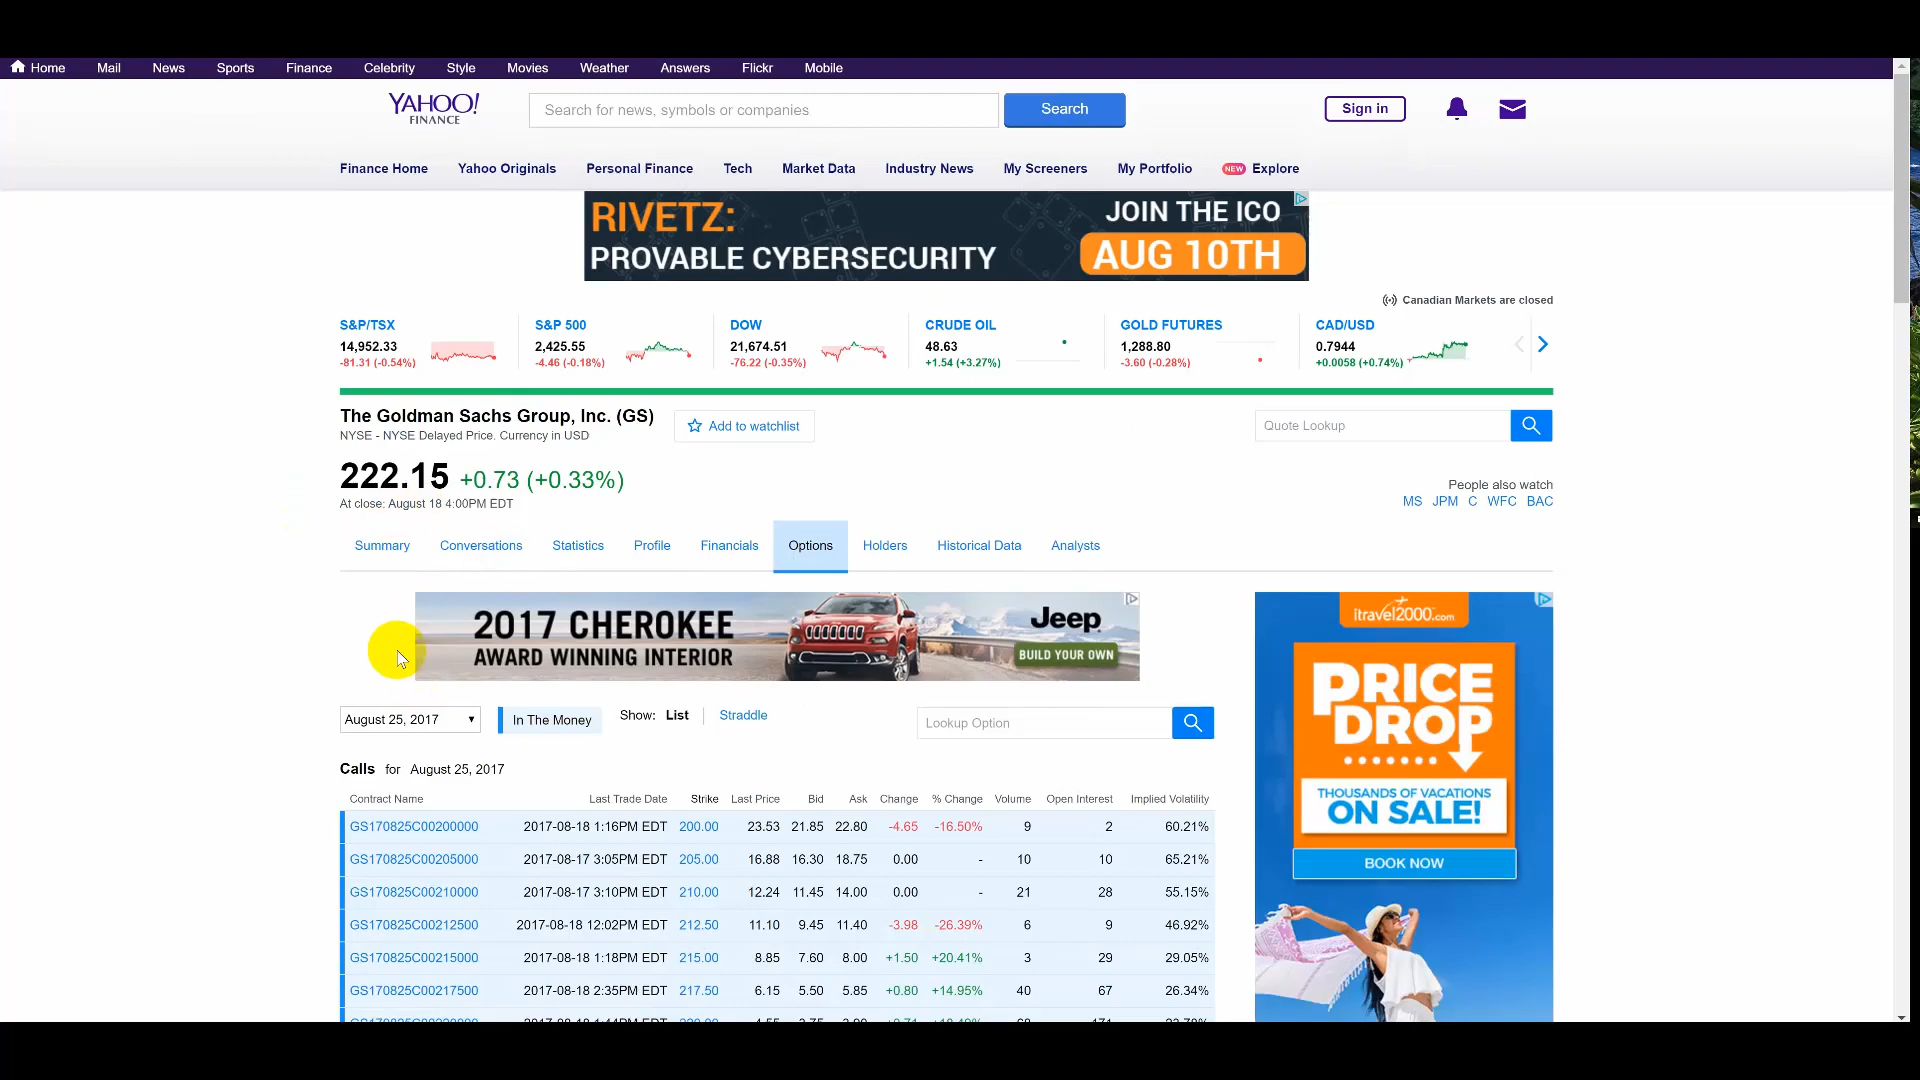 Home Mail News Sports Finance Celebrity Style Movies Weather Answers Flickr Mobile
YAHOO!
FINANCE
Search for news, symbols or companies
Search
Sign in
Finance Home Yahoo Originals Personal Finance Tech Market Data Industry News My Screeners My Portfolio NEW Explore
RIVETZ:
PROVABLE CYBERSECURITY
JOIN THE ICO
AUG 10TH
Canadian Markets are closed
S&P/TSX
14,952.33
-81.31 (-0.54%)
S&P 500
2,425.55
-4.46 (-0.18%)
DOW
21,674.51
-76.22 (-0.35%)
CRUDE OIL
48.63
+1.54 (+3.27%)
GOLD FUTURES
1,288.80
-3.60 (-0.28%)
CAD/USD
0.7944
+0.0058 (+0.74%)
The Goldman Sachs Group, Inc. (GS)
NYSE - NYSE Delayed Price. Currency in USD
Add to watchlist
Quote Lookup
222.15 +0.73 (+0.33%)
At close: August 18 4:00PM EDT
People also watch
MS JPM C WFC BAC
Summary Conversations Statistics Profile Financials Options Holders Historical Data Analysts
2017 CHEROKEE
AWARD WINNING INTERIOR
Jeep
BUILD YOUR OWN
itravel2000.com
PRICE
DROP
THOUSANDS OF VACATIONS
ON SALE!
BOOK NOW
August 25, 2017 In The Money Show: List Straddle Lookup Option
Calls for August 25, 2017
Contract Name Last Trade Date Strike Last Price Bid Ask Change % Change Volume Open Interest Implied Volatility
GS170825C00200000 2017-08-18 1:16PM EDT 200.00 23.53 21.85 22.80 -4.65 -16.50% 9 2 60.21%
GS170825C00205000 2017-08-17 3:05PM EDT 205.00 16.88 16.30 18.75 0.00 - 10 10 65.21%
GS170825C00210000 2017-08-17 3:10PM EDT 210.00 12.24 11.45 14.00 0.00 - 21 28 55.15%
GS170825C00212500 2017-08-18 12:02PM EDT 212.50 11.10 9.45 11.40 -3.98 -26.39% 6 9 46.92%
GS170825C00215000 2017-08-18 1:18PM EDT 215.00 8.85 7.60 8.00 +1.50 +20.41% 3 29 29.05%
GS170825C00217500 2017-08-18 2:35PM EDT 217.50 6.15 5.50 5.85 +0.80 +14.95% 40 67 26.34%